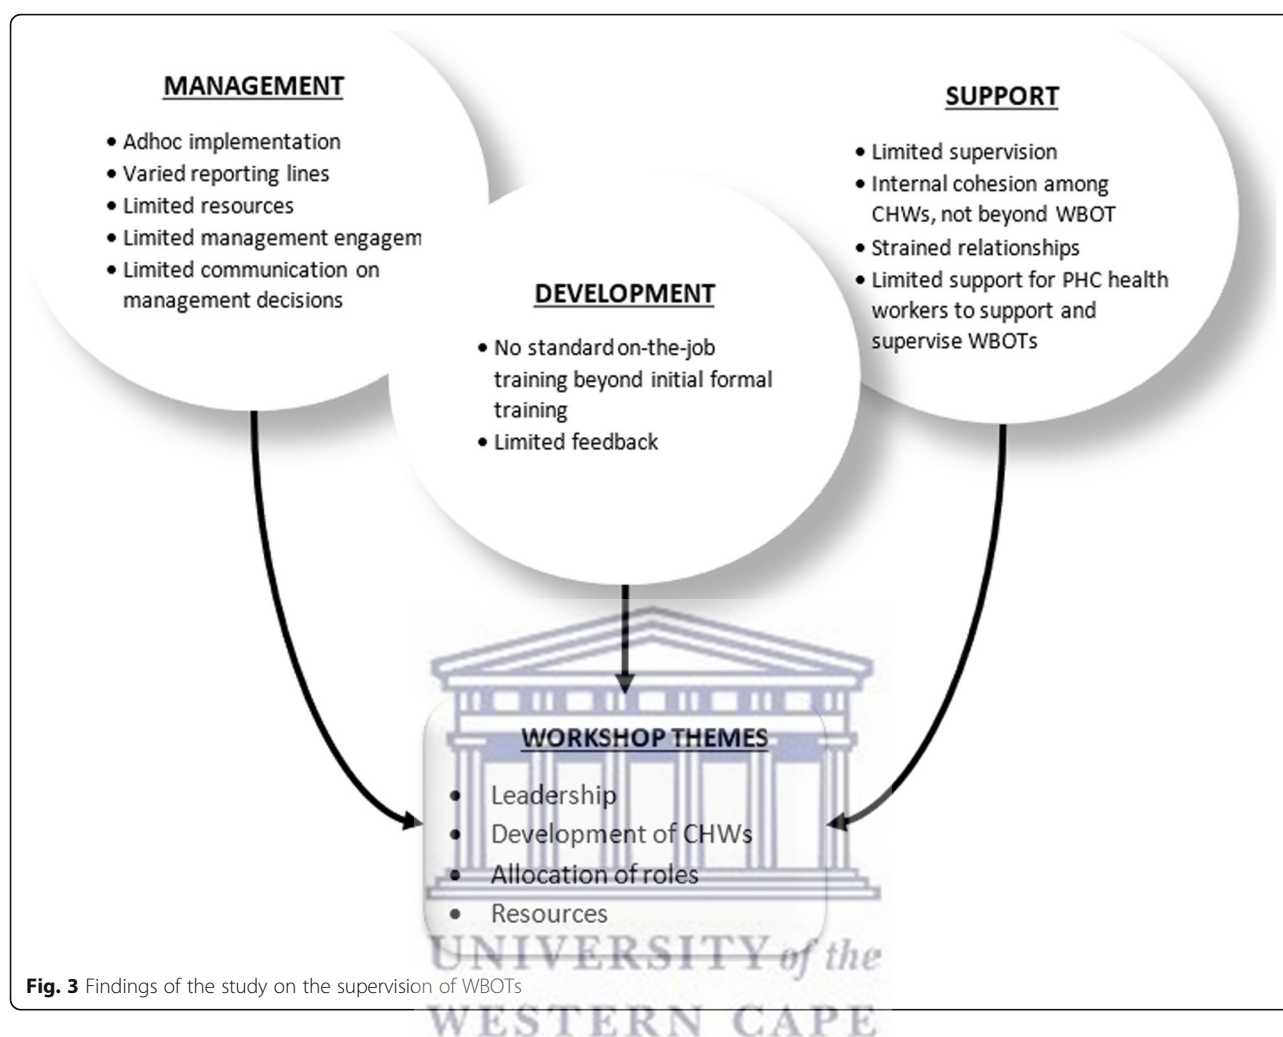 MANAGEMENT
• Adhoc implementation
• Varied reporting lines
• Limited resources
• Limited management engagem
• Limited communication on
management decisions
DEVELOPMENT
• No standard on-the-job
training beyond initial formal
training
• Limited feedback
SUPPORT
• Limited supervision
• Internal cohesion among
CHWs, not beyond WBOT
• Strained relationships
• Limited support for PHC health
workers to support and
supervise WBOTs
WORKSHOP THEMES
• Leadership
• Development of CHWs
• Allocation of roles
• Resources
UNIVERSITY of the
WESTERN CAPE
Fig. 3 Findings of the study on the supervision of WBOTs